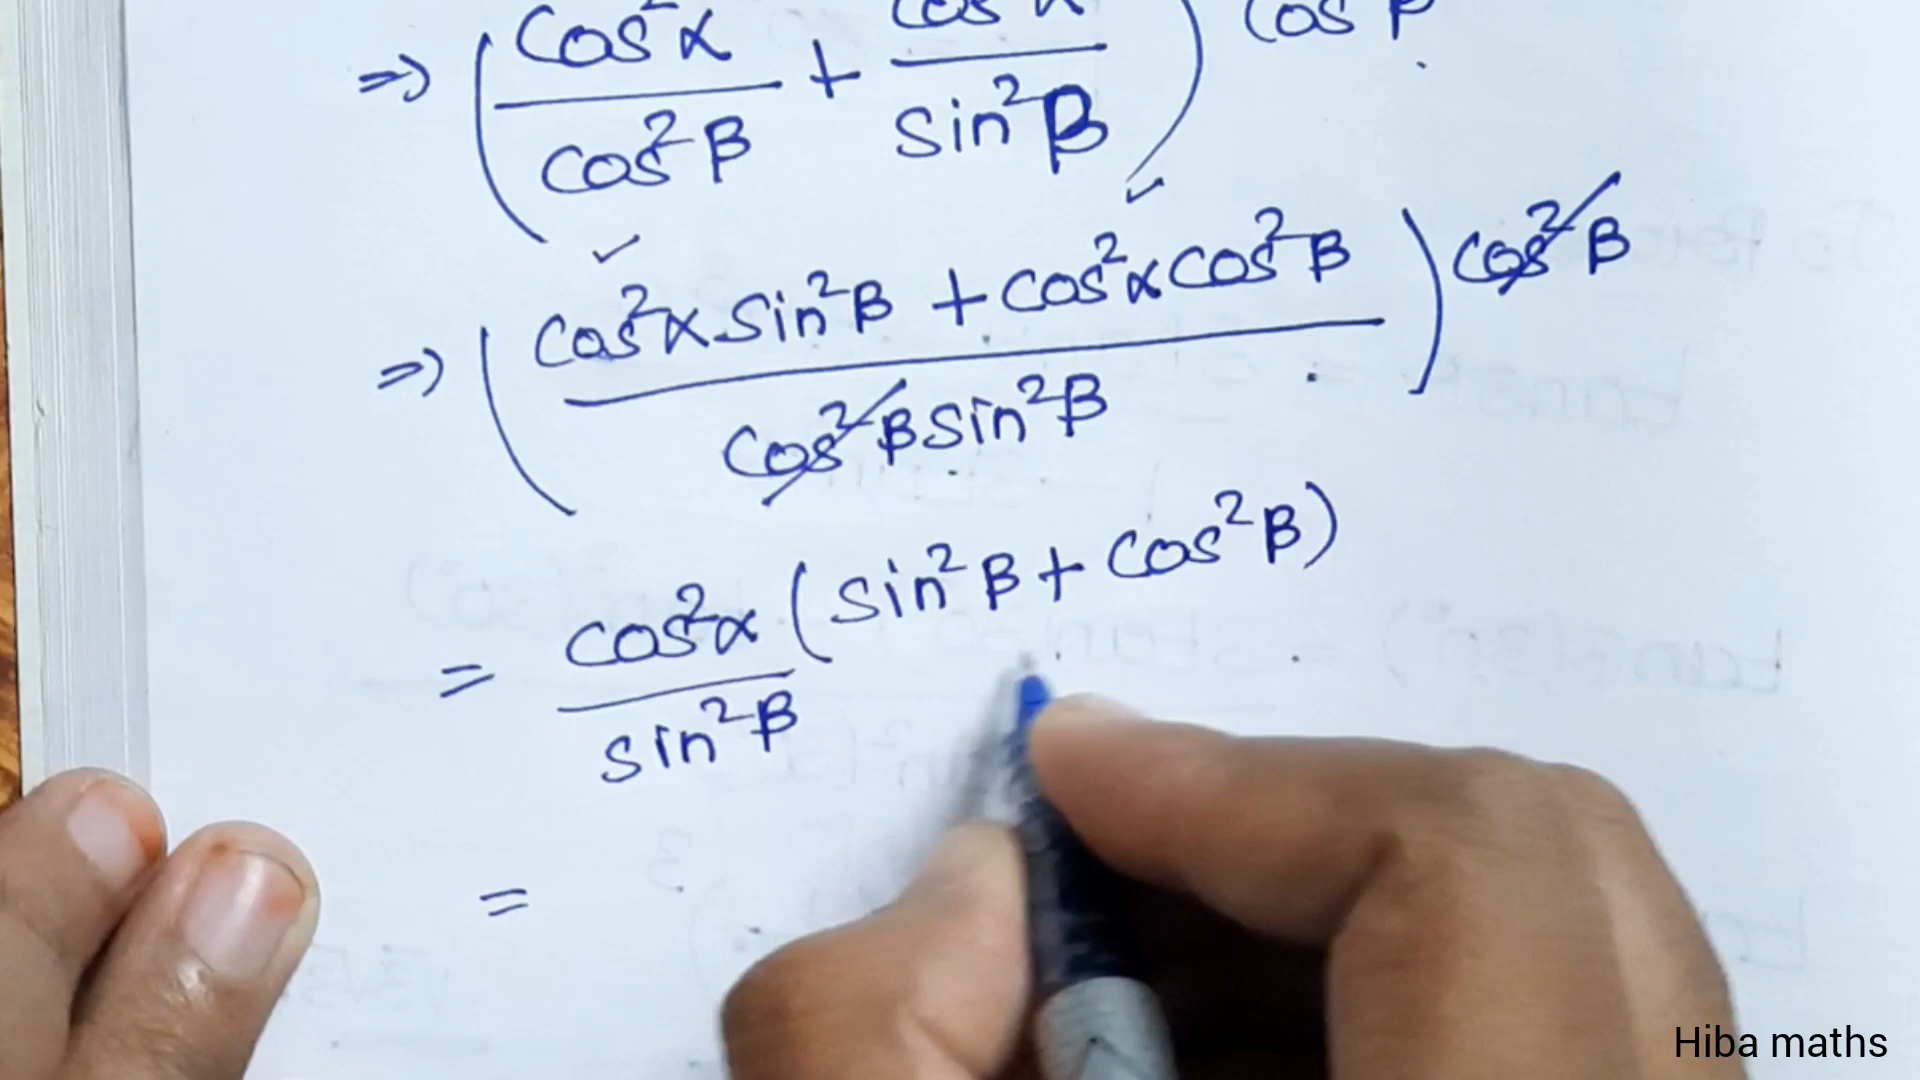 ⇒ ( cos²α / cos²β + cos²α / sin²β ) cos²β
⇒ ( cos²α sin²β + cos²α cos²β / cos²β sin²β ) cos²β
= cos²α / sin²β ( sin²β + cos²β )
=
Hiba maths